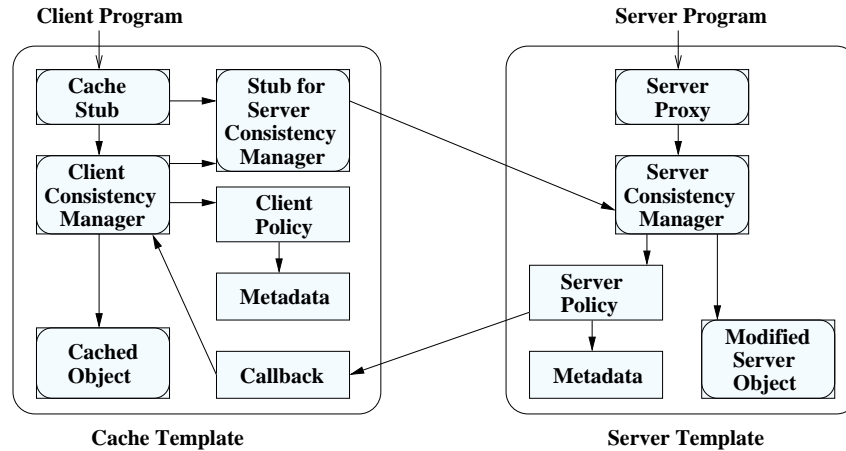 Client Program
Server Program
Cache
Stub
Stub for
Server
Consistency
Manager
Server
Proxy
Client
Consistency
Manager
Client
Policy
Server
Consistency
Manager
Metadata
Server
Policy
Cached
Object
Callback
Metadata
Modified
Server
Object
Cache Template
Server Template